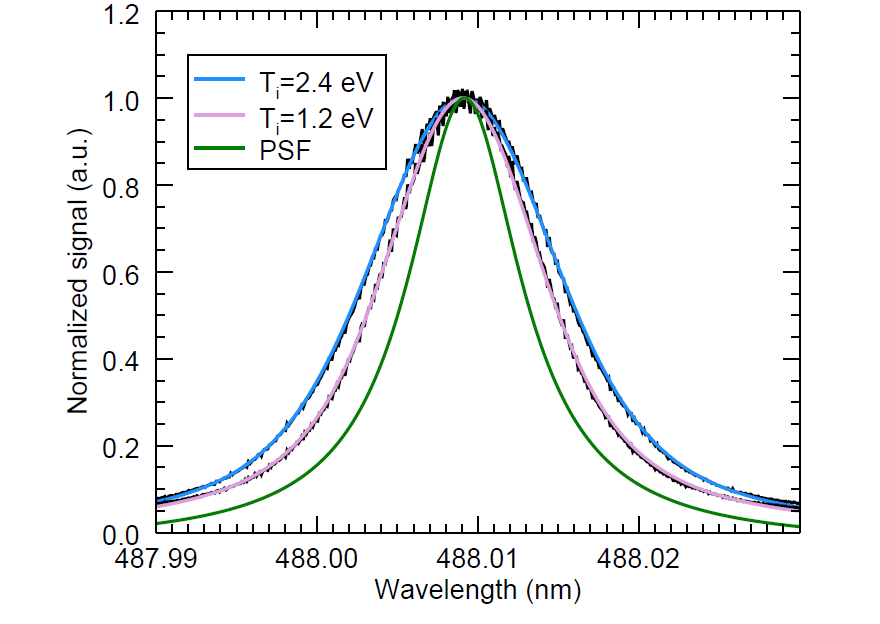 1.2
1.0
0.8
0.6
0.4
0.2
0.0
Normalized signal (a.u.)
Tᵢ=2.4 eV
Tᵢ=1.2 eV
PSF
487.99 488.00 488.01 488.02
Wavelength (nm)